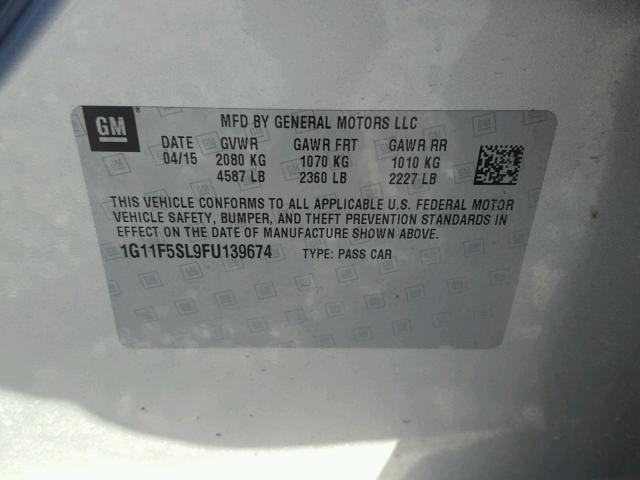 GM
MFD BY GENERAL MOTORS LLC
DATE GVWR GAWR FRT GAWR RR
04/15 2080 KG 1070 KG 1010 KG
4587 LB 2360 LB 2227 LB
THIS VEHICLE CONFORMS TO ALL APPLICABLE U.S. FEDERAL MOTOR
VEHICLE SAFETY, BUMPER, AND THEFT PREVENTION STANDARDS
IN EFFECT ON THE DATE OF MANUFACTURE SHOWN ABOVE.
1G11F5SL9FU139674 TYPE: PASS CAR